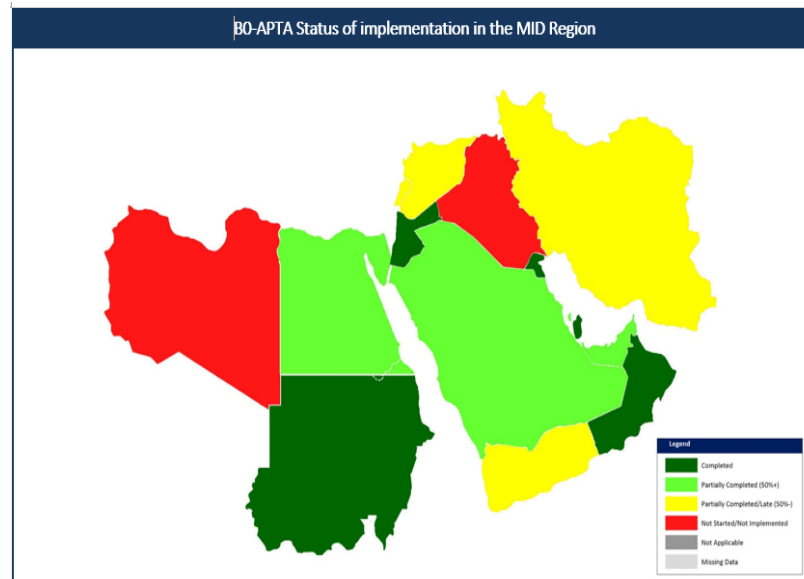 B0-APTA Status of implementation in the MID Region
Legend
Completed
Partially Completed (50%+)
Partially Completed/Late (50%-)
Not Started/Not Implemented
Not Applicable
Missing Data